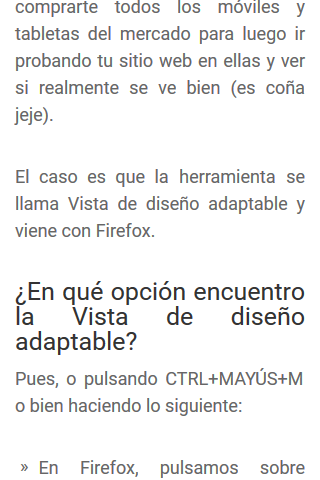 comprarte todos los móviles y
tabletas del mercado para luego ir
probando tu sitio web en ellas y ver
si realmente se ve bien (es coña
jeje).
El caso es que la herramienta se
llama Vista de diseño adaptable y
viene con Firefox.
¿En qué opción encuentro
la Vista de diseño
adaptable?
Pues, o pulsando CTRL+MAYÚS+M
o bien haciendo lo siguiente:
» En Firefox, pulsamos sobre